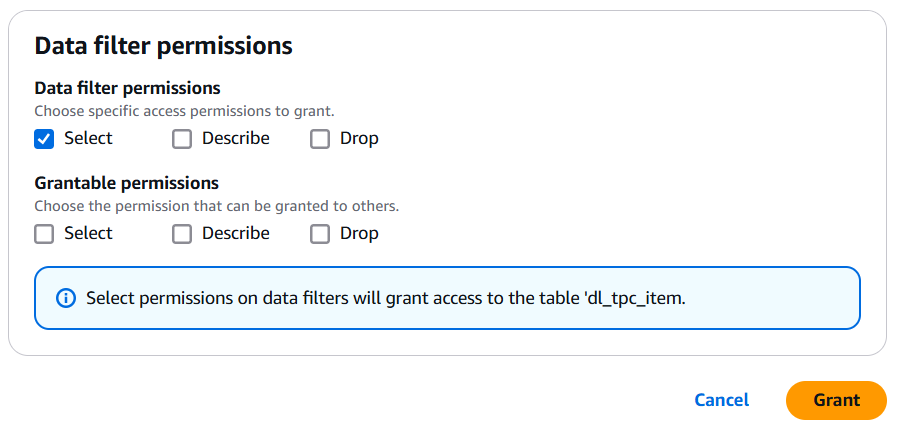 Data filter permissions
Data filter permissions
Choose specific access permissions to grant.
Select Describe Drop
Grantable permissions
Choose the permission that can be granted to others.
Select Describe Drop
Select permissions on data filters will grant access to the table 'dl_tpc_item.
Cancel Grant